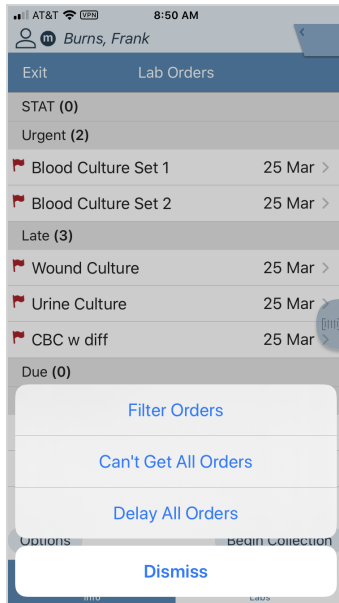 AT&T VPN 8:50 AM
m Burns, Frank
Exit Lab Orders
STAT (0)
Urgent (2)
Blood Culture Set 1 25 Mar
Blood Culture Set 2 25 Mar
Late (3)
Wound Culture 25 Mar
Urine Culture 25 Mar
CBC w diff 25 Mar
Due (0)
Filter Orders
Can't Get All Orders
Delay All Orders
Options Begin Collection
Dismiss
Info Labs